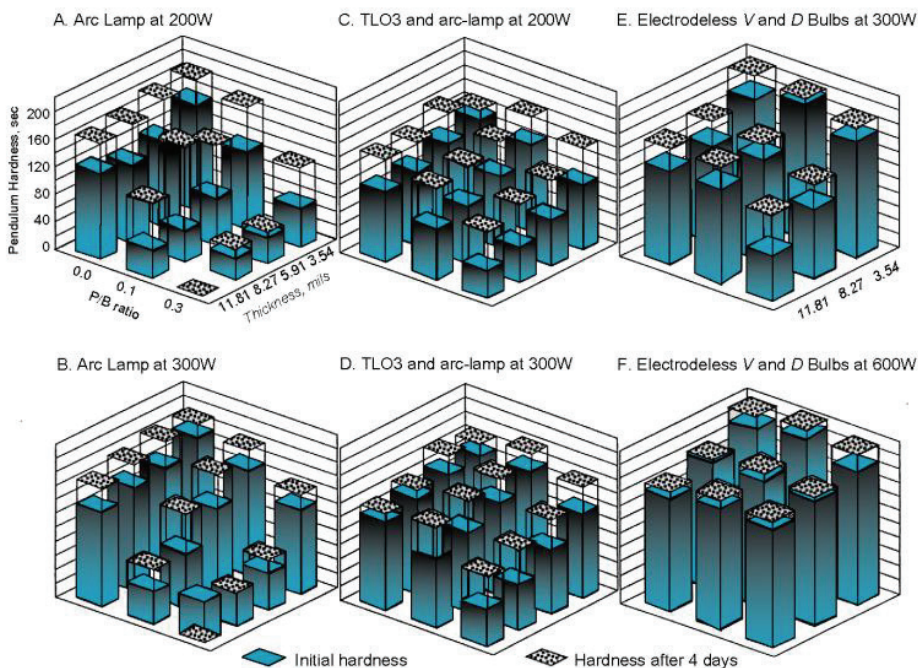 A. Arc Lamp at 200W
C. TLO3 and arc-lamp at 200W
E. Electrodeless V and D Bulbs at 300W
Pendulum Hardness, sec
200
160
120
80
40
0
0.0
0.1
0.3
P/B ratio
11.81 8.27 5.91 3.54
Thickness, mils
11.81 8.27 3.54
B. Arc Lamp at 300W
D. TLO3 and arc-lamp at 300W
F. Electrodeless V and D Bulbs at 600W
Initial hardness
Hardness after 4 days